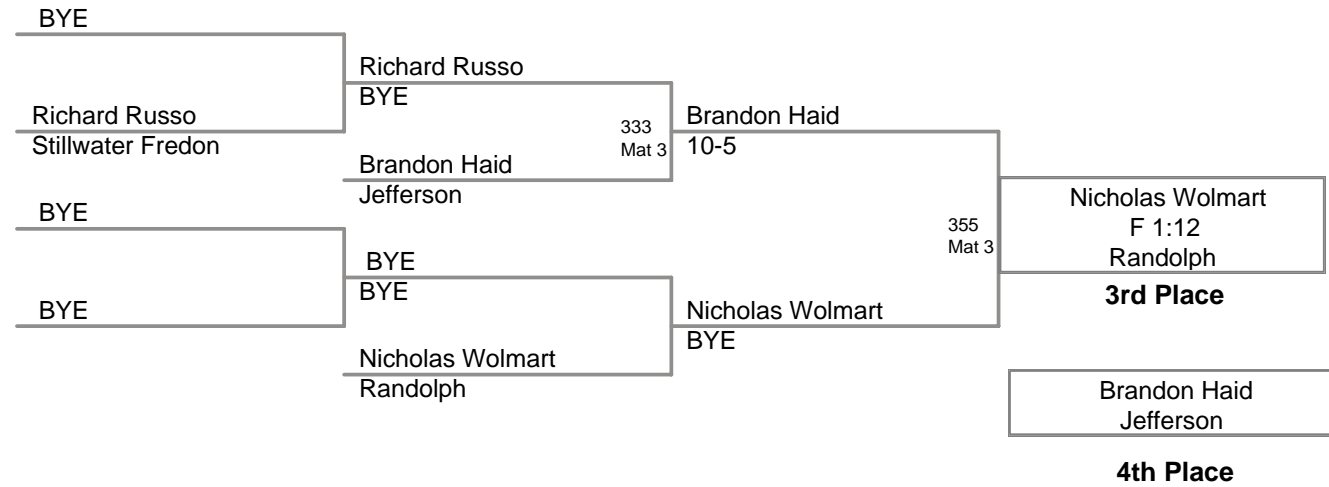 BYE
Richard Russo
Stillwater Fredon
BYE
BYE
Richard Russo
BYE
Brandon Haid
Jefferson
BYE
BYE
Nicholas Wolmart
Randolph
333
Mat 3
Brandon Haid
10-5
Nicholas Wolmart
BYE
355
Mat 3
Nicholas Wolmart
F 1:12
Randolph
3rd Place
Brandon Haid
Jefferson
4th Place